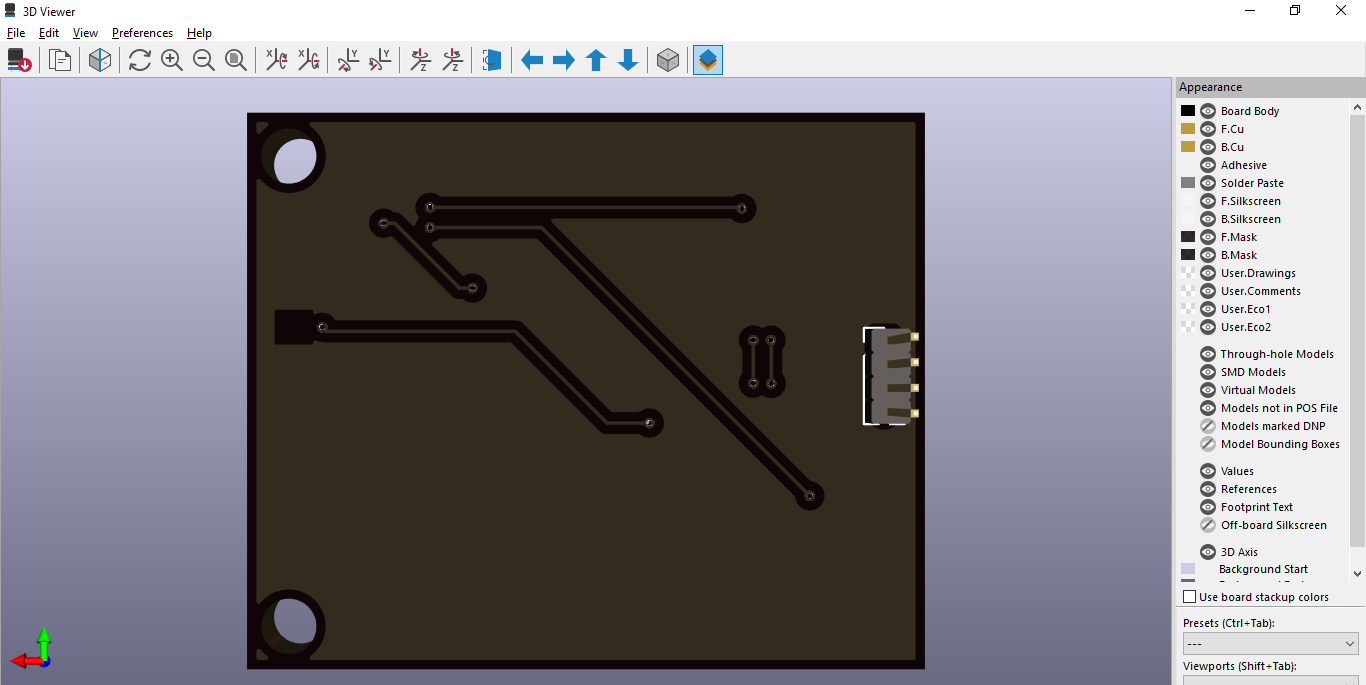 3D Viewer
File Edit View Preferences Help
Appearance
Board Body
F.Cu
B.Cu
Adhesive
Solder Paste
F.Silkscreen
B.Silkscreen
F.Mask
B.Mask
User.Drawings
User.Comments
User.Eco1
User.Eco2
Through-hole Models
SMD Models
Virtual Models
Models not in POS File
Models marked DNP
Model Bounding Boxes
Values
References
Footprint Text
Off-board Silkscreen
3D Axis
Background Start
Use board stackup colors
Presets (Ctrl+Tab):
---
Viewports (Shift+Tab):